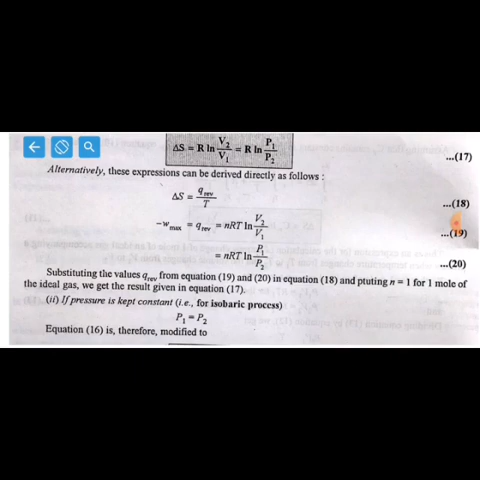 ΔS = R ln V₂/V₁ = R ln P₁/P₂ ...(17)
Alternatively, these expressions can be derived directly as follows :
ΔS = q_rev/T ...(18)
−w_max = q_rev = nRT ln V₂/V₁ ...(19)
= nRT ln P₁/P₂ ...(20)
Substituting the values q_rev from equation (19) and (20) in equation (18) and ptuting n = 1 for 1 mole of
the ideal gas, we get the result given in equation (17).
(ii) If pressure is kept constant (i.e., for isobaric process)
P₁ = P₂
Equation (16) is, therefore, modified to